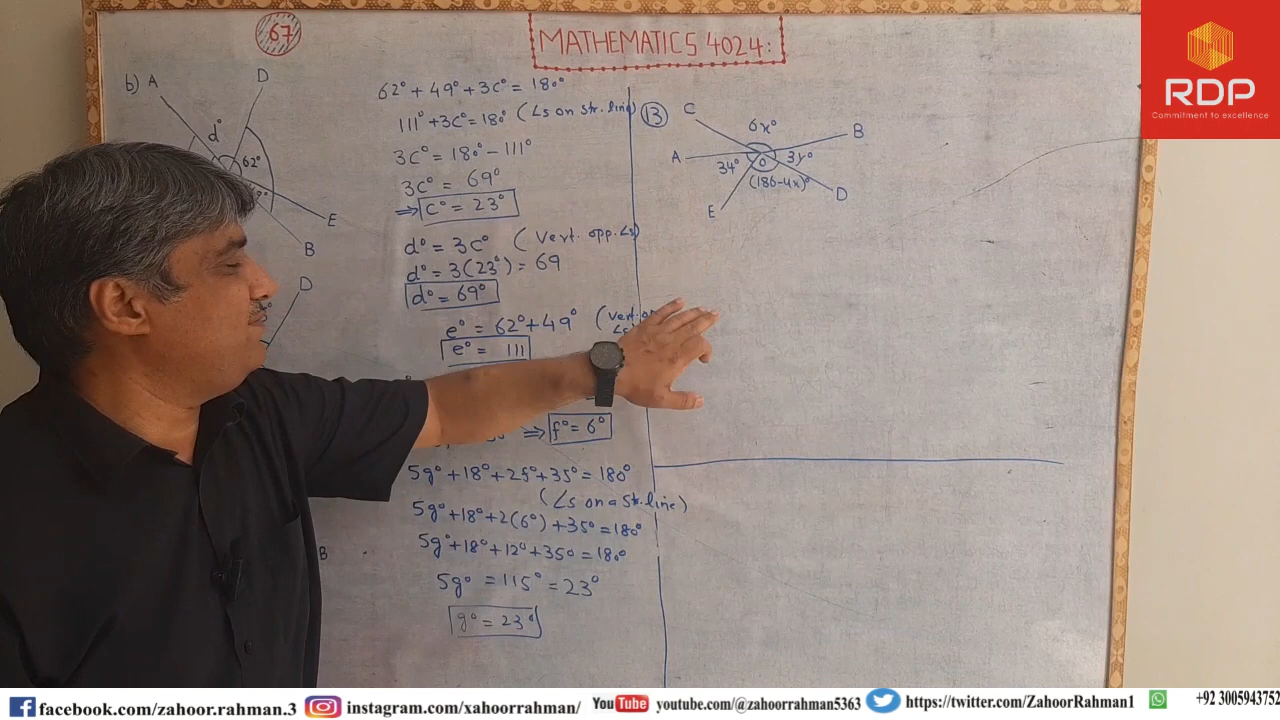 67
MATHEMATICS 4024:
RDP
Commitment to excellence
b)
A
D
d°
62°
E
B
D
B
62° + 49° + 3c° = 180°
111° + 3c° = 180° (∠s on str. line)
3c° = 180° - 111°
3c° = 69°
⇒ c° = 23°
d° = 3c° (Vert. opp. ∠s)
d° = 3(23°) = 69
d° = 69°
e° = 62° + 49° (Vert. op
e° = 111
⇒ f° = 6°
5g° + 18° + 2f° + 35° = 180°
(∠s on a str. line)
5g° + 18° + 2(6°) + 35° = 180°
5g° + 18° + 12° + 35° = 180°
5g° = 115° = 23°
g° = 23°
13
C
6x°
B
A
34°
O
3y°
(186-4x)°
D
E
facebook.com/zahoor.rahman.3
instagram.com/xahoorrahman/
YouTube youtube.com/@zahoorrahman5363
https://twitter.com/ZahoorRahman1
+92 3005943752